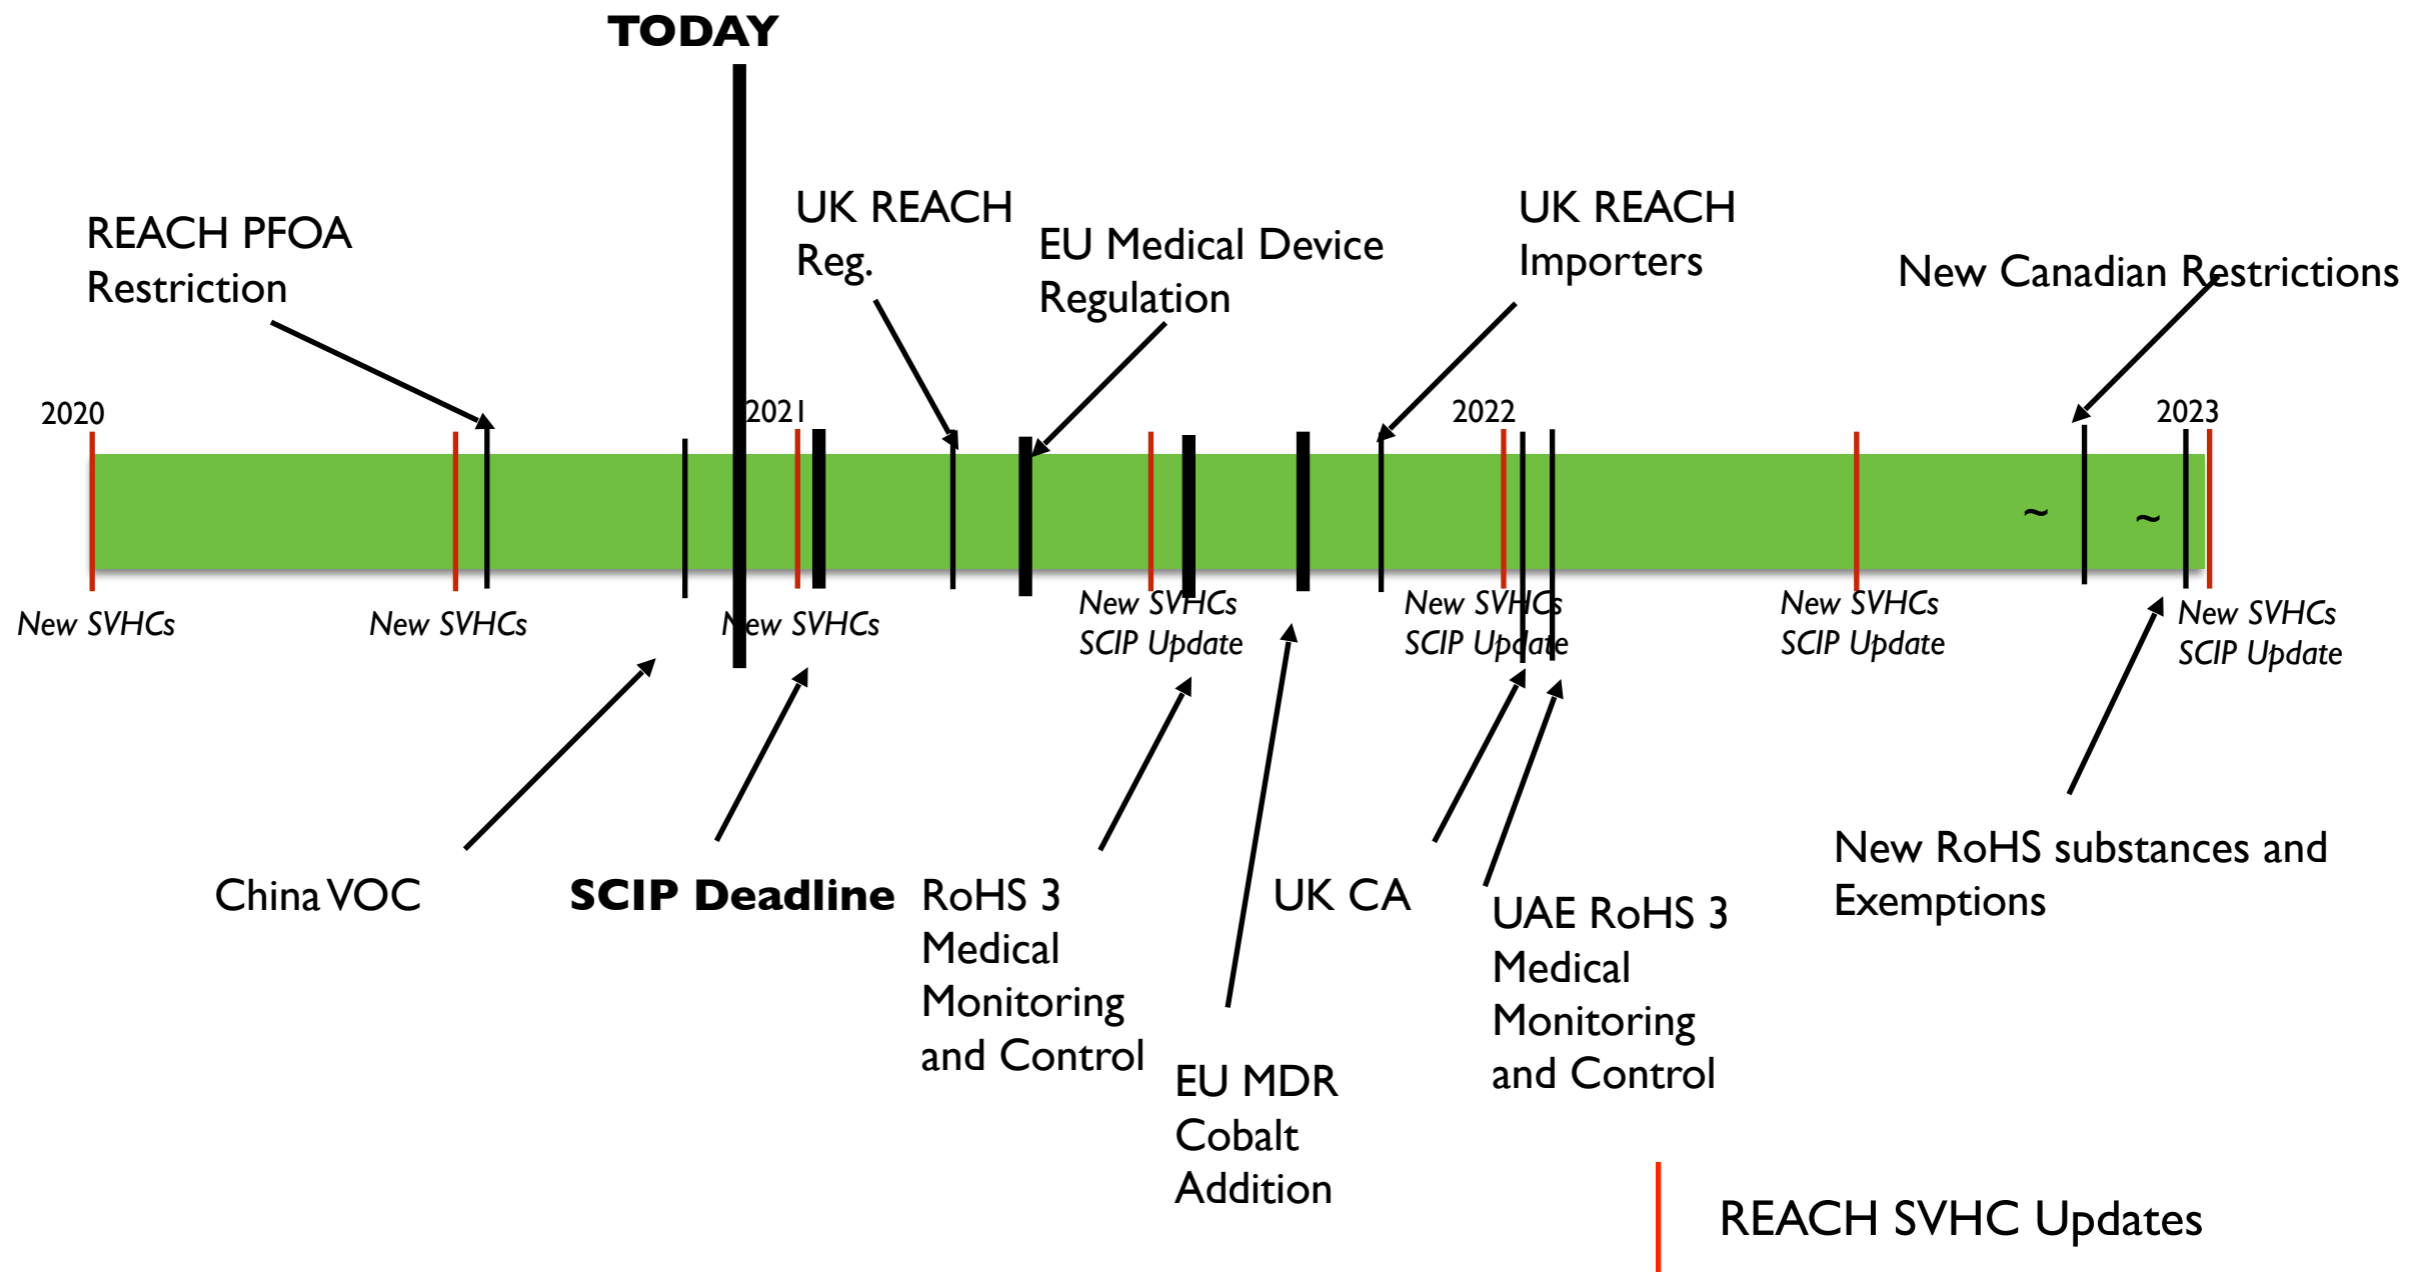 TODAY
REACH PFOA
Restriction
UK REACH
Reg.
EU Medical Device
Regulation
UK REACH
Importers
New Canadian Restrictions
2020
2021
2022
2023
~
~
New SVHCs
New SVHCs
New SVHCs
New SVHCs
SCIP Update
New SVHCs
SCIP Update
New SVHCs
SCIP Update
New SVHCs
SCIP Update
China VOC
SCIP Deadline
RoHS 3
Medical
Monitoring
and Control
EU MDR
Cobalt
Addition
UK CA
UAE RoHS 3
Medical
Monitoring
and Control
New RoHS substances and
Exemptions
REACH SVHC Updates